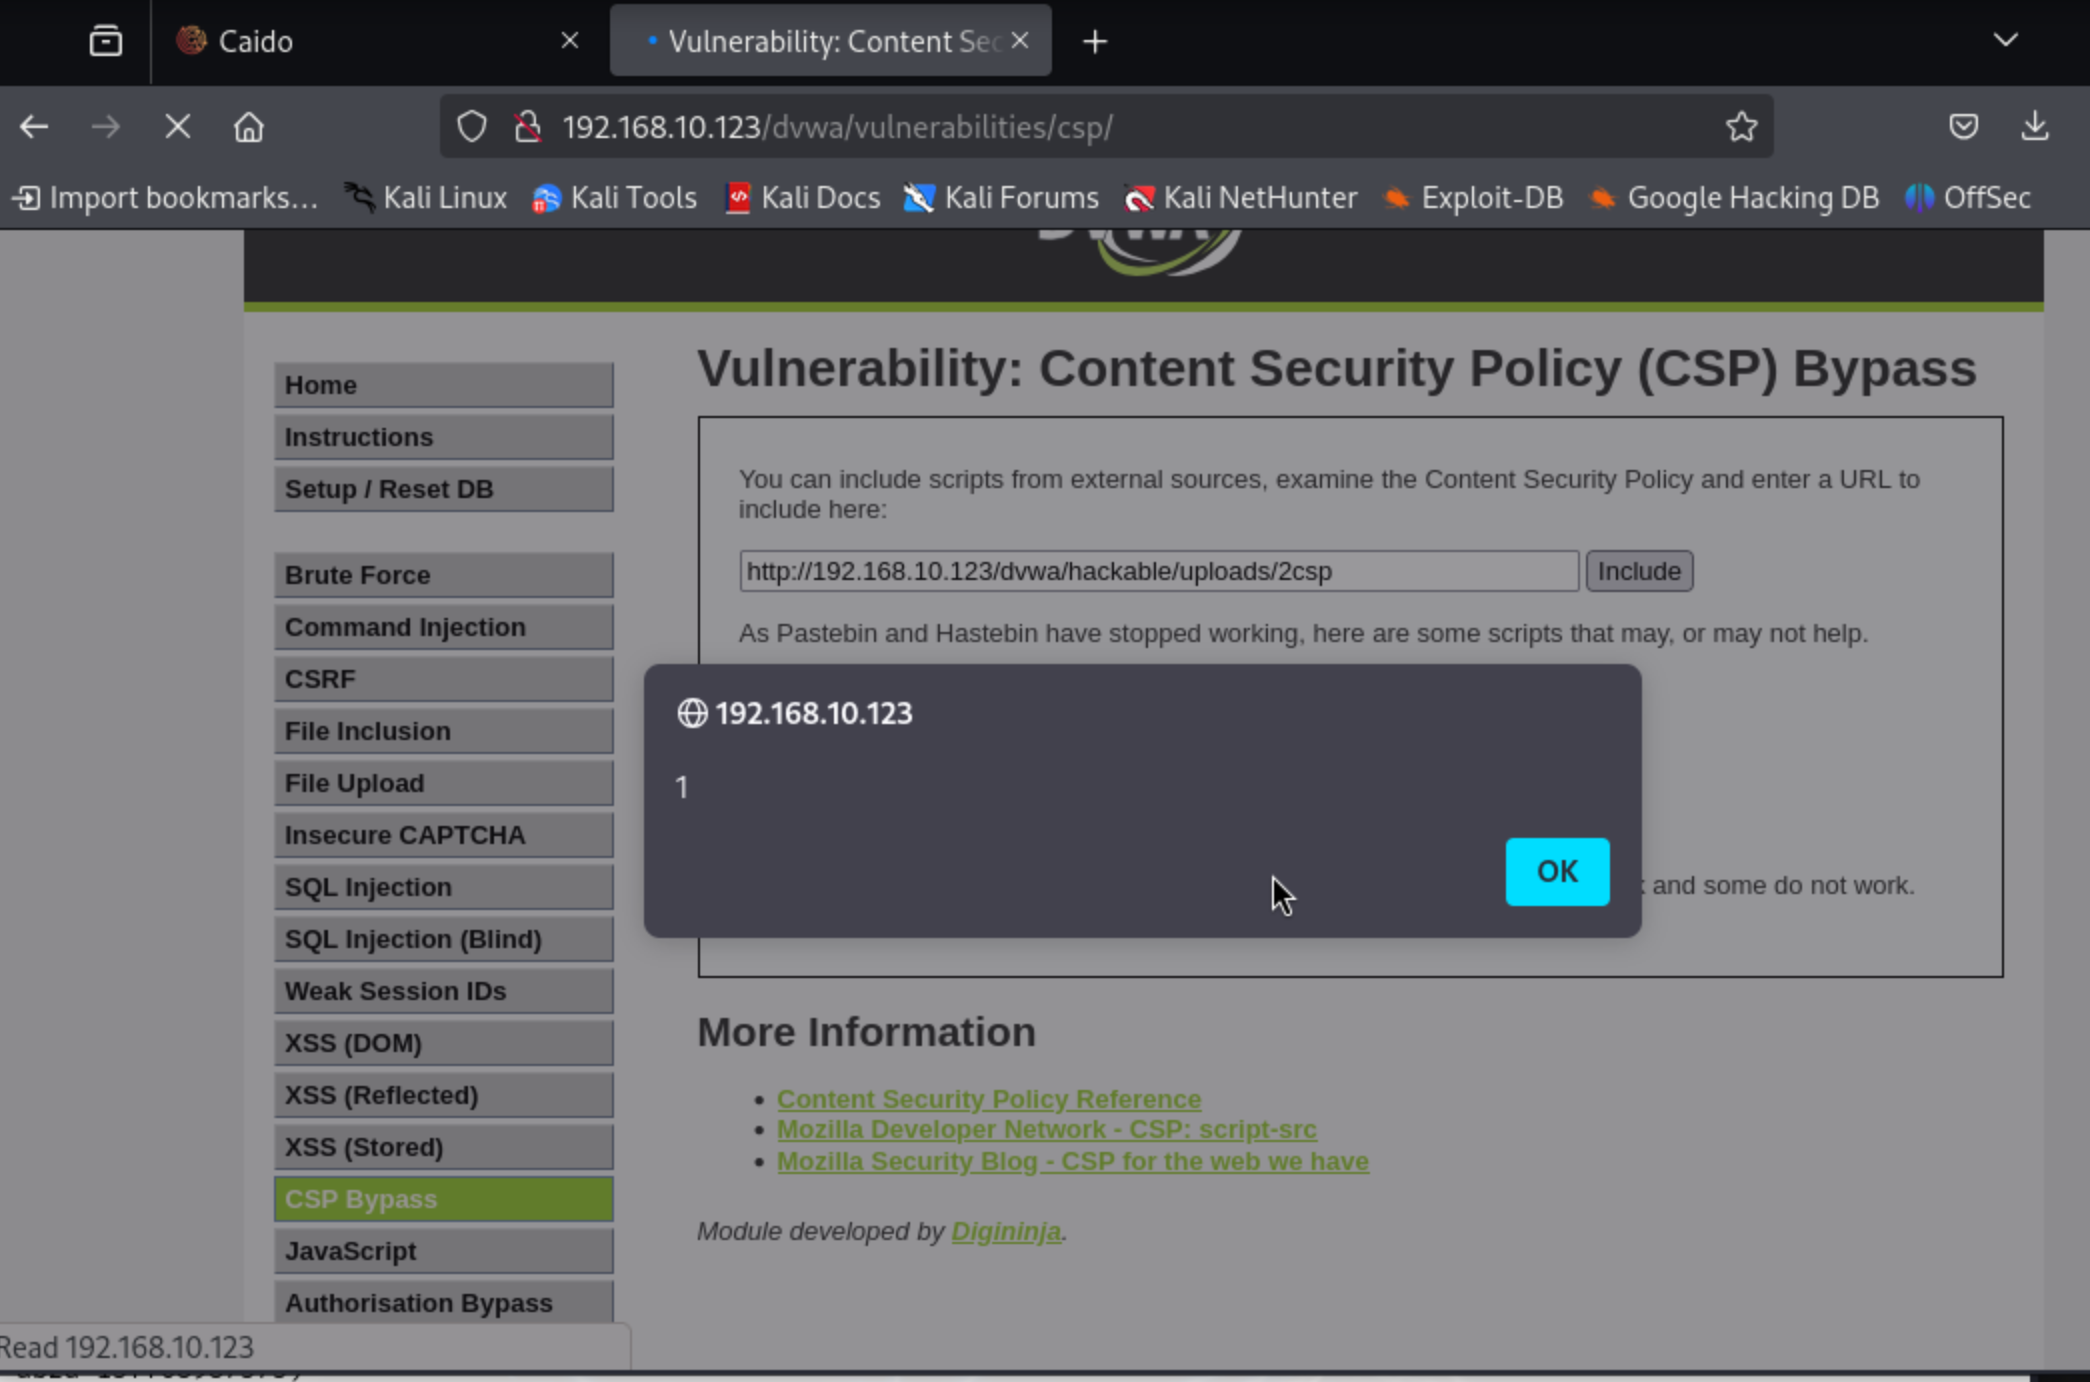 Caido
Vulnerability: Content Sec
192.168.10.123/dvwa/vulnerabilities/csp/
Import bookmarks... Kali Linux Kali Tools Kali Docs Kali Forums Kali NetHunter Exploit-DB Google Hacking DB OffSec
DVWA
Home
Instructions
Setup / Reset DB
Brute Force
Command Injection
CSRF
File Inclusion
File Upload
Insecure CAPTCHA
SQL Injection
SQL Injection (Blind)
Weak Session IDs
XSS (DOM)
XSS (Reflected)
XSS (Stored)
CSP Bypass
JavaScript
Authorisation Bypass
Vulnerability: Content Security Policy (CSP) Bypass
You can include scripts from external sources, examine the Content Security Policy and enter a URL to
include here:
http://192.168.10.123/dvwa/hackable/uploads/2csp Include
As Pastebin and Hastebin have stopped working, here are some scripts that may, or may not help.
192.168.10.123
1
OK
and some do not work.
More Information
Content Security Policy Reference
Mozilla Developer Network - CSP: script-src
Mozilla Security Blog - CSP for the web we have
Module developed by Digininja.
Read 192.168.10.123